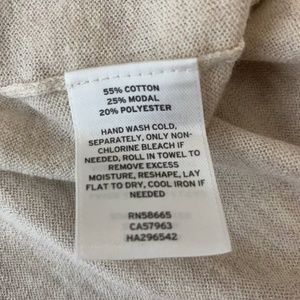 55% COTTON
25% MODAL
20% POLYESTER
HAND WASH COLD,
SEPARATELY, ONLY NON-
CHLORINE BLEACH IF
NEEDED, ROLL IN TOWEL TO
REMOVE EXCESS
MOISTURE, RESHAPE, LAY
FLAT TO DRY, COOL IRON IF
NEEDED
RN58665
CA57963
HA296542